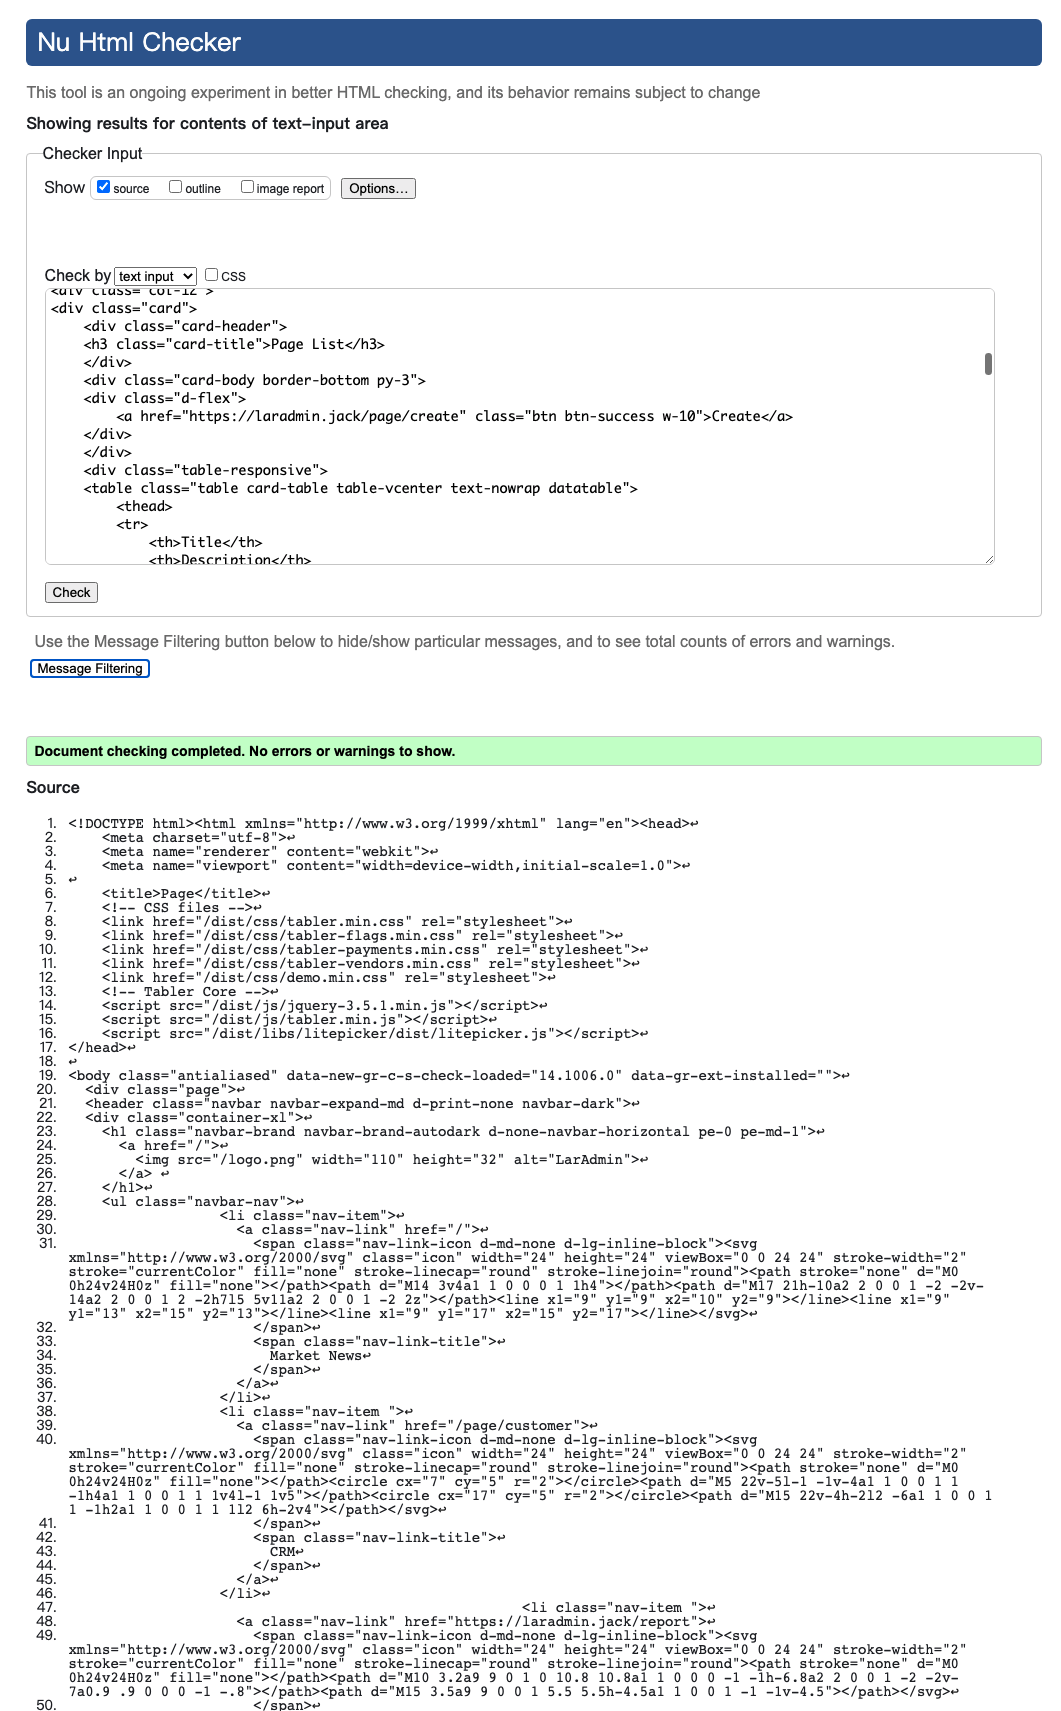 Nu Html Checker
This tool is an ongoing experiment in better HTML checking, and its behavior remains subject to change
Showing results for contents of text-input area
Checker Input
Show source outline image report Options...
Check by text input CSS
<div class="col-12">
<div class="card">
    <div class="card-header">
    <h3 class="card-title">Page List</h3>
    </div>
    <div class="card-body border-bottom py-3">
    <div class="d-flex">
        <a href="https://laradmin.jack/page/create" class="btn btn-success w-10">Create</a>
    </div>
    </div>
    <div class="table-responsive">
    <table class="table card-table table-vcenter text-nowrap datatable">
        <thead>
        <tr>
            <th>Title</th>
            <th>Description</th>
Check
Use the Message Filtering button below to hide/show particular messages, and to see total counts of errors and warnings.
Message Filtering
Document checking completed. No errors or warnings to show.
Source
1. <!DOCTYPE html><html xmlns="http://www.w3.org/1999/xhtml" lang="en"><head>↩
2.     <meta charset="utf-8">↩
3.     <meta name="renderer" content="webkit">↩
4.     <meta name="viewport" content="width=device-width,initial-scale=1.0">↩
5. ↩
6.     <title>Page</title>↩
7.     <!-- CSS files -->↩
8.     <link href="/dist/css/tabler.min.css" rel="stylesheet">↩
9.     <link href="/dist/css/tabler-flags.min.css" rel="stylesheet">↩
10.     <link href="/dist/css/tabler-payments.min.css" rel="stylesheet">↩
11.     <link href="/dist/css/tabler-vendors.min.css" rel="stylesheet">↩
12.     <link href="/dist/css/demo.min.css" rel="stylesheet">↩
13.     <!-- Tabler Core -->↩
14.     <script src="/dist/js/jquery-3.5.1.min.js"></script>↩
15.     <script src="/dist/js/tabler.min.js"></script>↩
16.     <script src="/dist/libs/litepicker/dist/litepicker.js"></script>↩
17. </head>↩
18. ↩
19. <body class="antialiased" data-new-gr-c-s-check-loaded="14.1006.0" data-gr-ext-installed="">↩
20.   <div class="page">↩
21.   <header class="navbar navbar-expand-md d-print-none navbar-dark">↩
22.   <div class="container-xl">↩
23.     <h1 class="navbar-brand navbar-brand-autodark d-none-navbar-horizontal pe-0 pe-md-1">↩
24.       <a href="/">↩
25.         <img src="/logo.png" width="110" height="32" alt="LarAdmin">↩
26.       </a> ↩
27.     </h1>↩
28.     <ul class="navbar-nav">↩
29.                   <li class="nav-item">↩
30.                     <a class="nav-link" href="/">↩
31.                       <span class="nav-link-icon d-md-none d-lg-inline-block"><svg
xmlns="http://www.w3.org/2000/svg" class="icon" width="24" height="24" viewBox="0 0 24 24" stroke-width="2"
stroke="currentColor" fill="none" stroke-linecap="round" stroke-linejoin="round"><path stroke="none" d="M0
0h24v24H0z" fill="none"></path><path d="M14 3v4a1 1 0 0 0 1 1h4"></path><path d="M17 21h-10a2 2 0 0 1 -2 -2v-
14a2 2 0 0 1 2 -2h7l5 5v11a2 2 0 0 1 -2 2z"></path><line x1="9" y1="9" x2="10" y2="9"></line><line x1="9"
y1="13" x2="15" y2="13"></line><line x1="9" y1="17" x2="15" y2="17"></line></svg>↩
32.                       </span>↩
33.                       <span class="nav-link-title">↩
34.                         Market News↩
35.                       </span>↩
36.                     </a>↩
37.                   </li>↩
38.                   <li class="nav-item ">↩
39.                     <a class="nav-link" href="/page/customer">↩
40.                       <span class="nav-link-icon d-md-none d-lg-inline-block"><svg
xmlns="http://www.w3.org/2000/svg" class="icon" width="24" height="24" viewBox="0 0 24 24" stroke-width="2"
stroke="currentColor" fill="none" stroke-linecap="round" stroke-linejoin="round"><path stroke="none" d="M0
0h24v24H0z" fill="none"></path><circle cx="7" cy="5" r="2"></circle><path d="M5 22v-5l-1 -1v-4a1 1 0 0 1 1
-1h4a1 1 0 0 1 1 1v4l-1 1v5"></path><circle cx="17" cy="5" r="2"></circle><path d="M15 22v-4h-2l2 -6a1 1 0 0 1
1 -1h2a1 1 0 0 1 1 1l2 6h-2v4"></path></svg>↩
41.                       </span>↩
42.                       <span class="nav-link-title">↩
43.                         CRM↩
44.                       </span>↩
45.                     </a>↩
46.                   </li>↩
47.                                                       <li class="nav-item ">↩
48.                     <a class="nav-link" href="https://laradmin.jack/report">↩
49.                       <span class="nav-link-icon d-md-none d-lg-inline-block"><svg
xmlns="http://www.w3.org/2000/svg" class="icon" width="24" height="24" viewBox="0 0 24 24" stroke-width="2"
stroke="currentColor" fill="none" stroke-linecap="round" stroke-linejoin="round"><path stroke="none" d="M0
0h24v24H0z" fill="none"></path><path d="M10 3.2a9 9 0 1 0 10.8 10.8a1 1 0 0 0 -1 -1h-6.8a2 2 0 0 1 -2 -2v-
7a0.9 .9 0 0 0 -1 -.8"></path><path d="M15 3.5a9 9 0 0 1 5.5 5.5h-4.5a1 1 0 0 1 -1 -1v-4.5"></path></svg>↩
50.                       </span>↩